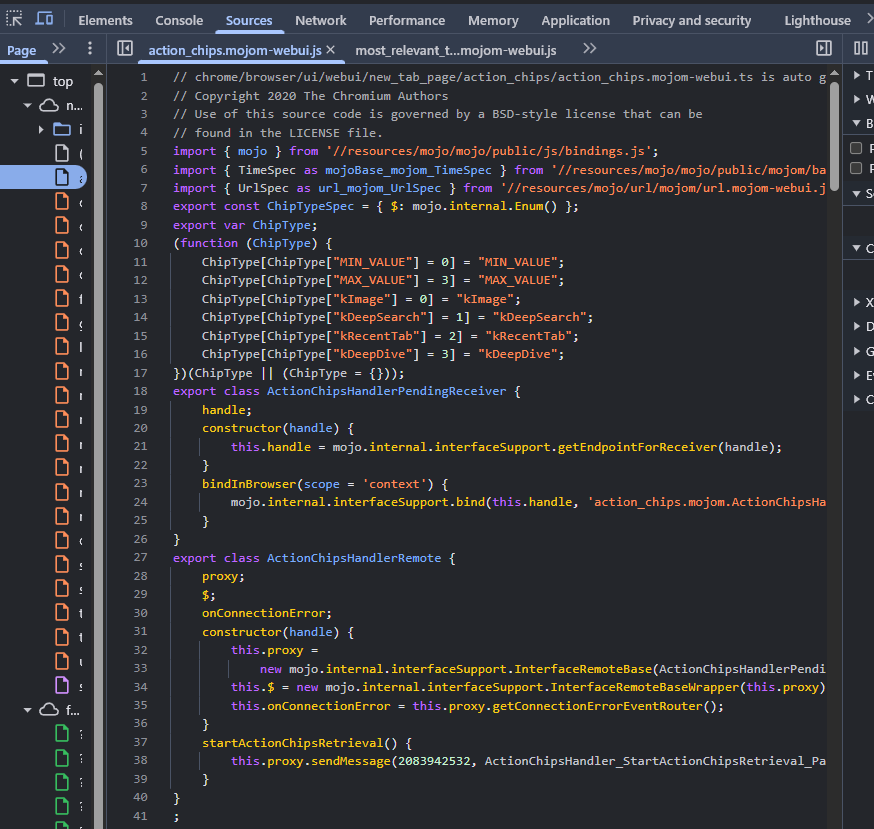 Elements Console Sources Network Performance Memory Application Privacy and security Lighthouse
Page action_chips.mojom-webui.js most_relevant_t...mojom-webui.js
top
n...
f...
1 // chrome/browser/ui/webui/new_tab_page/action_chips/action_chips.mojom-webui.ts is auto g
2 // Copyright 2020 The Chromium Authors
3 // Use of this source code is governed by a BSD-style license that can be
4 // found in the LICENSE file.
5 import { mojo } from '//resources/mojo/mojo/public/js/bindings.js';
6 import { TimeSpec as mojoBase_mojom_TimeSpec } from '//resources/mojo/mojo/public/mojom/ba
7 import { UrlSpec as url_mojom_UrlSpec } from '//resources/mojo/url/mojom/url.mojom-webui.j
8 export const ChipTypeSpec = { $: mojo.internal.Enum() };
9 export var ChipType;
10 (function (ChipType) {
11 ChipType[ChipType["MIN_VALUE"] = 0] = "MIN_VALUE";
12 ChipType[ChipType["MAX_VALUE"] = 3] = "MAX_VALUE";
13 ChipType[ChipType["kImage"] = 0] = "kImage";
14 ChipType[ChipType["kDeepSearch"] = 1] = "kDeepSearch";
15 ChipType[ChipType["kRecentTab"] = 2] = "kRecentTab";
16 ChipType[ChipType["kDeepDive"] = 3] = "kDeepDive";
17 })(ChipType || (ChipType = {}));
18 export class ActionChipsHandlerPendingReceiver {
19 handle;
20 constructor(handle) {
21 this.handle = mojo.internal.interfaceSupport.getEndpointForReceiver(handle);
22 }
23 bindInBrowser(scope = 'context') {
24 mojo.internal.interfaceSupport.bind(this.handle, 'action_chips.mojom.ActionChipsHa
25 }
26 }
27 export class ActionChipsHandlerRemote {
28 proxy;
29 $;
30 onConnectionError;
31 constructor(handle) {
32 this.proxy =
33 new mojo.internal.interfaceSupport.InterfaceRemoteBase(ActionChipsHandlerPendi
34 this.$ = new mojo.internal.interfaceSupport.InterfaceRemoteBaseWrapper(this.proxy)
35 this.onConnectionError = this.proxy.getConnectionErrorEventRouter();
36 }
37 startActionChipsRetrieval() {
38 this.proxy.sendMessage(2083942532, ActionChipsHandler_StartActionChipsRetrieval_Pa
39 }
40 }
41 ;